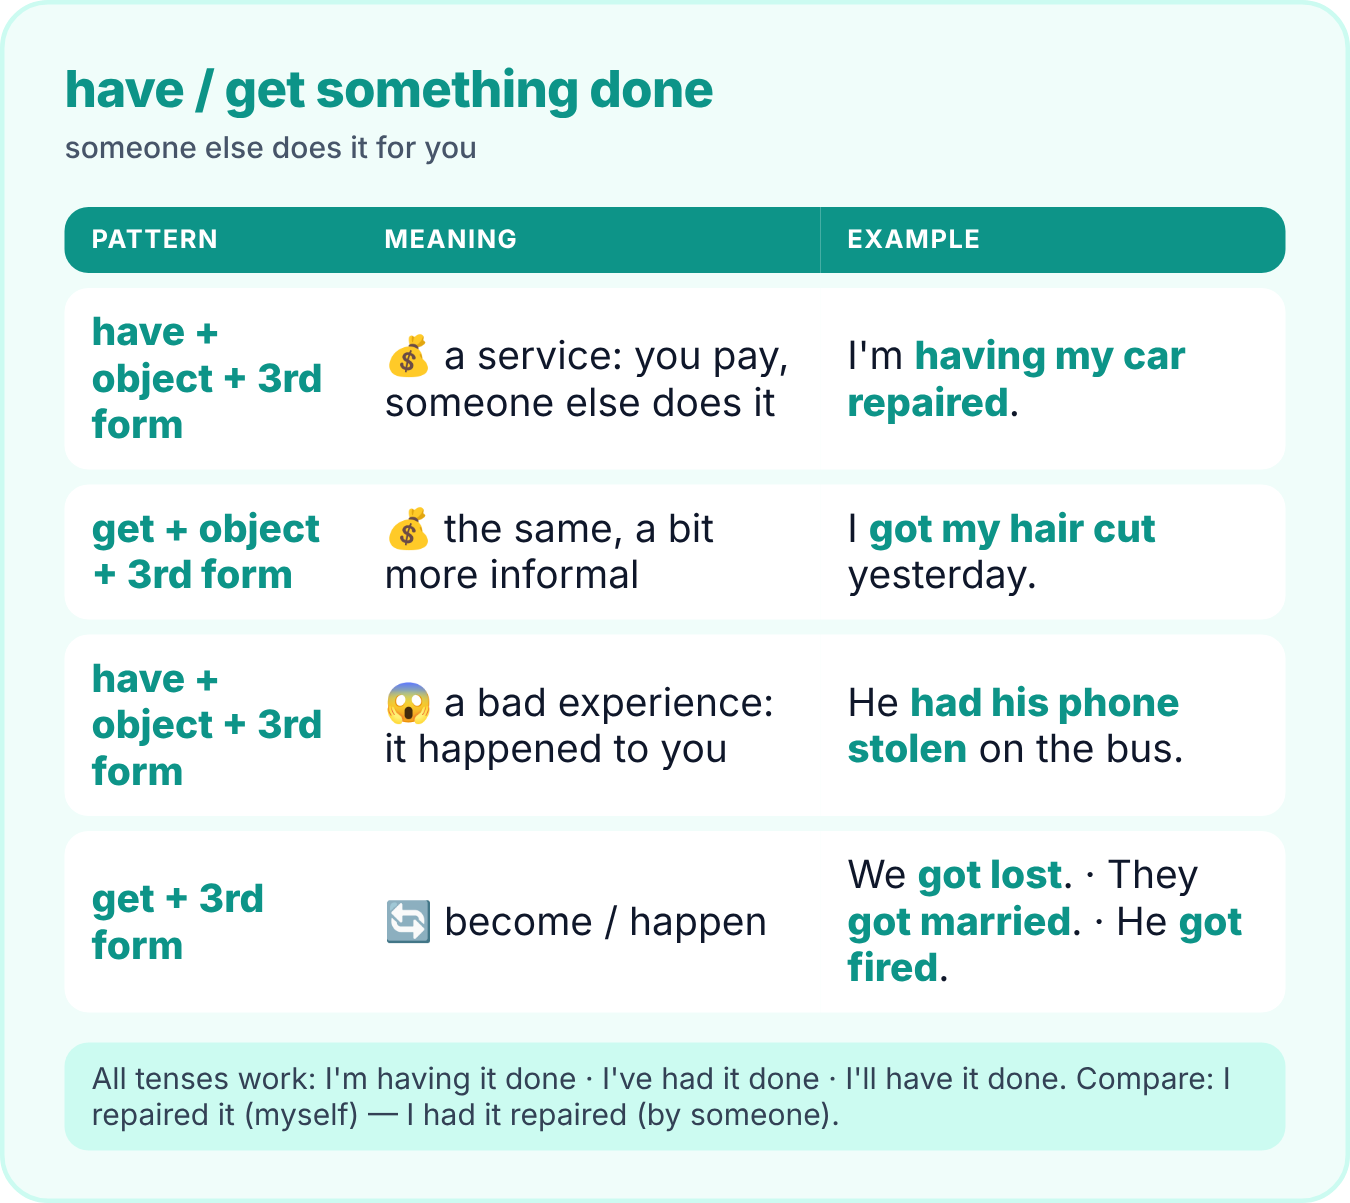 have / get something done
someone else does it for you
PATTERN MEANING EXAMPLE
have +
object + 3rd
form
💰 a service: you pay,
someone else does it
I'm having my car
repaired.
get + object
+ 3rd form
💰 the same, a bit
more informal
I got my hair cut
yesterday.
have +
object + 3rd
form
😱 a bad experience:
it happened to you
He had his phone
stolen on the bus.
get + 3rd
form
🔄 become / happen
We got lost. · They
got married. · He got
fired.
All tenses work: I'm having it done · I've had it done · I'll have it done. Compare: I
repaired it (myself) — I had it repaired (by someone).